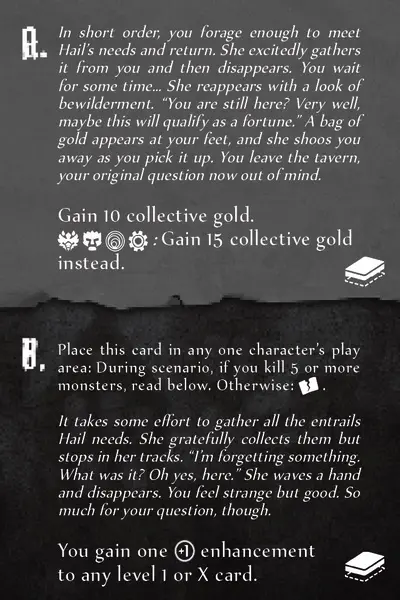 A.
In short order, you forage enough to meet
Hail's needs and return. She excitedly gathers
it from you and then disappears. You wait
for some time... She reappears with a look of
bewilderment. “You are still here? Very well,
maybe this will qualify as a fortune.” A bag of
gold appears at your feet, and she shoos you
away as you pick it up. You leave the tavern,
your original question now out of mind.
Gain 10 collective gold.
: Gain 15 collective gold
instead.
B.
Place this card in any one character's play
area: During scenario, if you kill 5 or more
monsters, read below. Otherwise: .
It takes some effort to gather all the entrails
Hail needs. She gratefully collects them but
stops in her tracks. “I'm forgetting something.
What was it? Oh yes, here.” She waves a hand
and disappears. You feel strange but good. So
much for your question, though.
You gain one +1 enhancement
to any level 1 or X card.